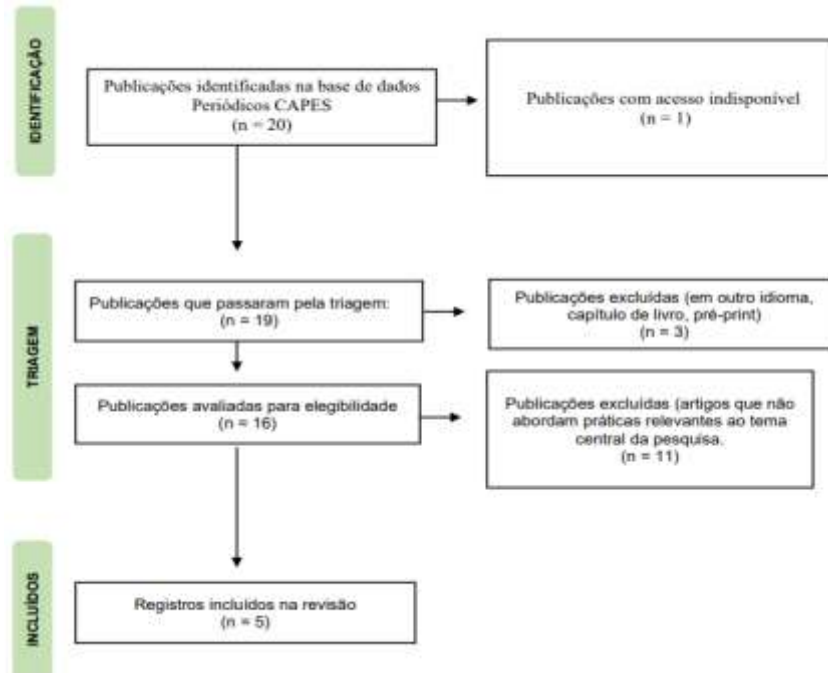 IDENTIFICAÇÃO
Publicações identificadas na base de dados
Periódicos CAPES
(n = 20)
Publicações com acesso indisponível
(n = 1)
TRIAGEM
Publicações que passaram pela triagem:
(n = 19)
Publicações excluídas (em outro idioma,
capítulo de livro, pré-print)
(n = 3)
Publicações avaliadas para elegibilidade
(n = 16)
Publicações excluídas (artigos que não
abordam práticas relevantes ao tema
central da pesquisa.
(n = 11)
INCLUÍDOS
Registros incluídos na revisão
(n = 5)